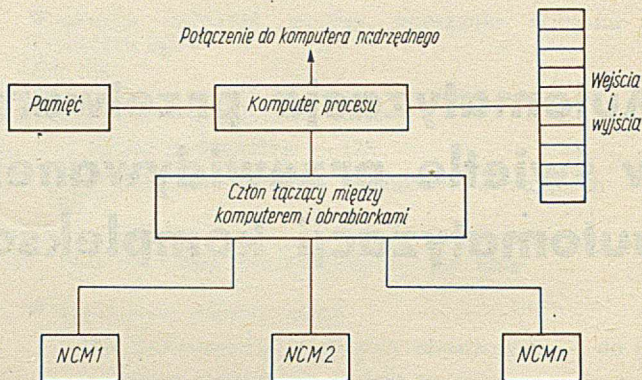 Połączenie do komputera nadrzędnego
Pamięć
Komputer procesu
Wejścia
i
wyjścia
Człon łączący między
komputerem i obrabiarkami
NCM1
NCM2
NCMn